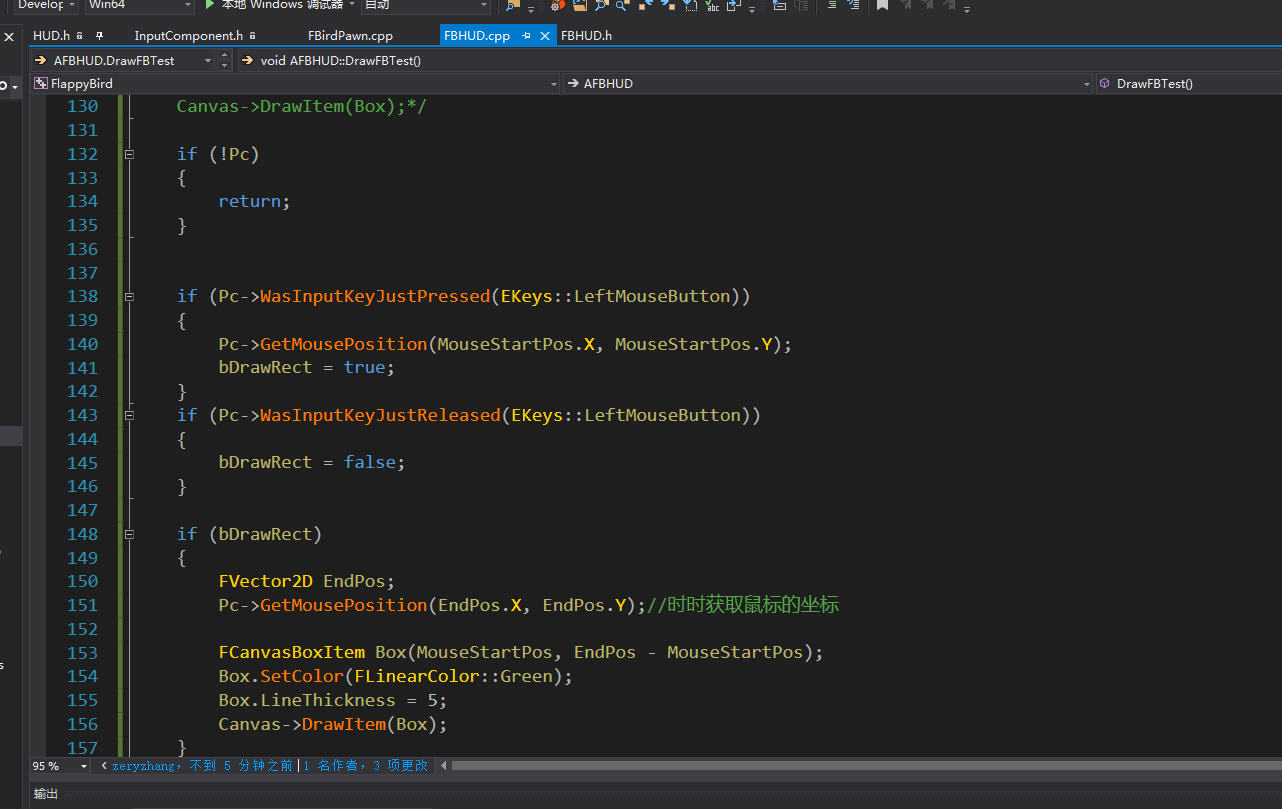 Develop Win64 本地 Windows 调试器 自动
HUD.h InputComponent.h FBirdPawn.cpp FBHUD.cpp FBHUD.h
AFBHUD.DrawFBTest void AFBHUD::DrawFBTest()
FlappyBird AFBHUD DrawFBTest()
130 Canvas->DrawItem(Box);*/
131
132 if (!Pc)
133 {
134 return;
135 }
136
137
138 if (Pc->WasInputKeyJustPressed(EKeys::LeftMouseButton))
139 {
140 Pc->GetMousePosition(MouseStartPos.X, MouseStartPos.Y);
141 bDrawRect = true;
142 }
143 if (Pc->WasInputKeyJustReleased(EKeys::LeftMouseButton))
144 {
145 bDrawRect = false;
146 }
147
148 if (bDrawRect)
149 {
150 FVector2D EndPos;
151 Pc->GetMousePosition(EndPos.X, EndPos.Y);//时时获取鼠标的坐标
152
153 FCanvasBoxItem Box(MouseStartPos, EndPos - MouseStartPos);
154 Box.SetColor(FLinearColor::Green);
155 Box.LineThickness = 5;
156 Canvas->DrawItem(Box);
157 }
95 % zeryzhang, 不到 5 分钟之前 | 1 名作者, 3 项更改
输出